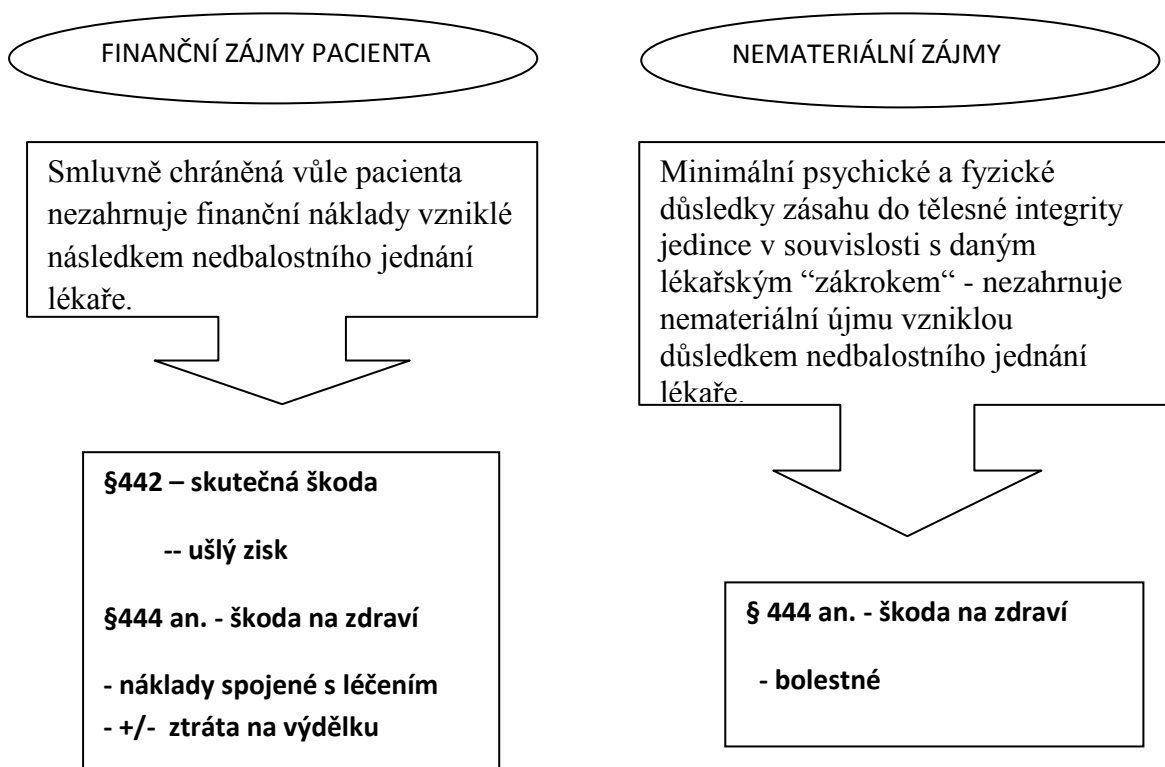 FINANČNÍ ZÁJMY PACIENTA
Smluvně chráněná vůle pacienta
nezahrnuje finanční náklady vzniklé
následkem nedbalostního jednání
lékaře.
§442 – skutečná škoda
-- ušlý zisk
§444 an. - škoda na zdraví
- náklady spojené s léčením
- +/- ztráta na výdělku
NEMATERIÁLNÍ ZÁJMY
Minimální psychické a fyzické
důsledky zásahu do tělesné integrity
jedince v souvislosti s daným
lékařským “zákrokem“ - nezahrnuje
nemateriální újmu vzniklou
důsledkem nedbalostního jednání
lékaře.
§ 444 an. - škoda na zdraví
- bolestné